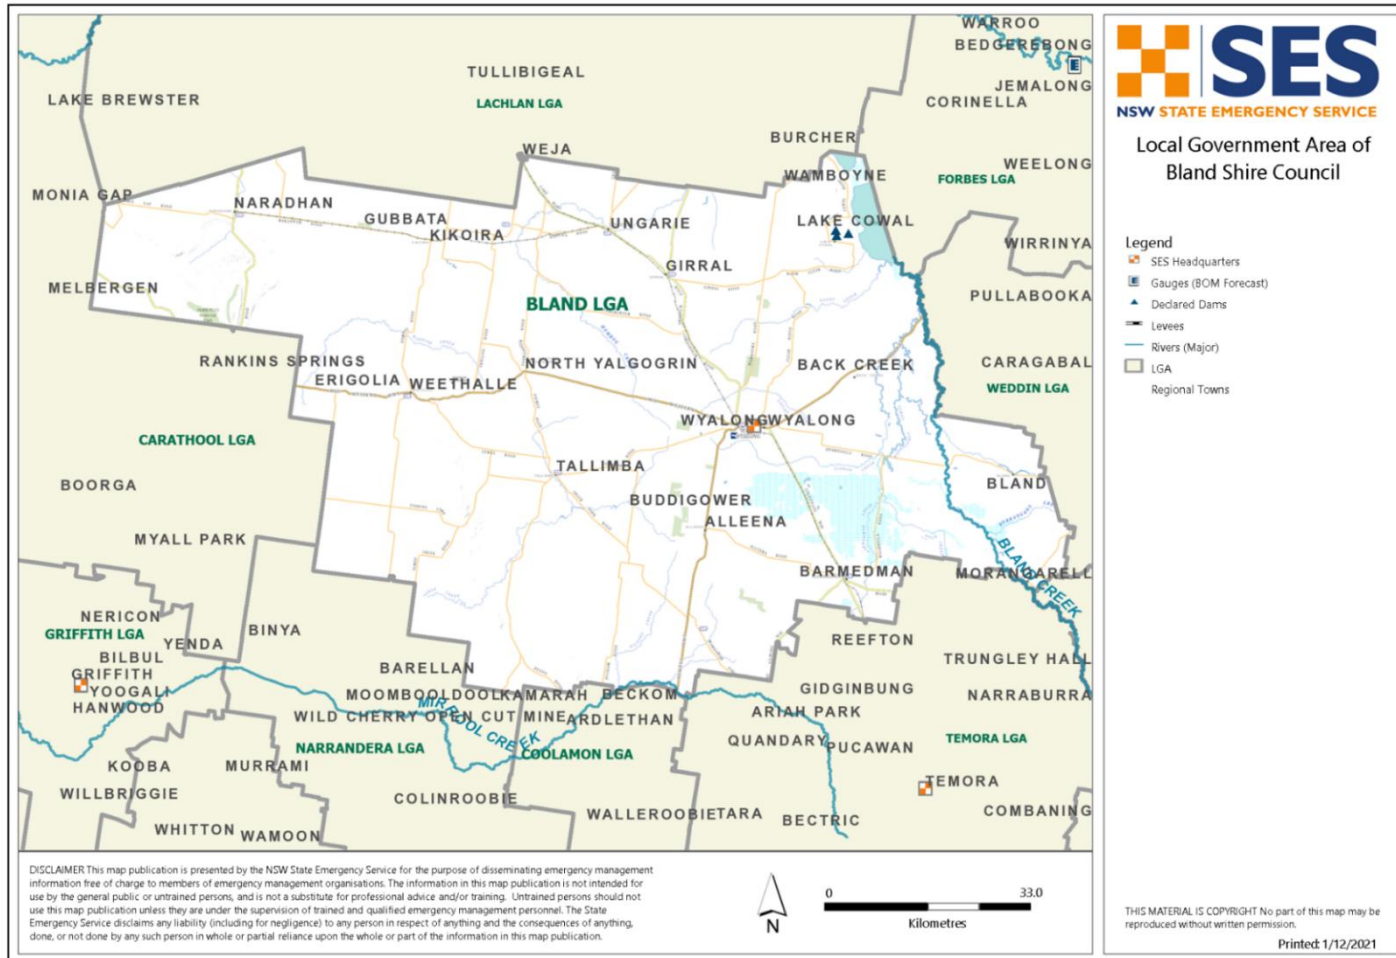 WARROO
BEDGEREBONG
TULLIBIGEAL
JEMALONG
LAKE BREWSTER
LACHLAN LGA
CORINELLA
BURCHER
WEJA
WEELONG
WAMBOYNE
FORBES LGA
MONIA GAP
NARADHAN
GUBBATA
UNGARIE
LAKE COWAL
KIKOIRA
WIRRINYA
GIRRAL
MELBERGEN
PULLABOOKA
BLAND LGA
RANKINS SPRINGS
NORTH YALGOGRIN
BACK CREEK
CARAGABAL
ERIGOLIA
WEETHALLE
WEDDIN LGA
WYALONG
WYALONG
CARATHOOL LGA
TALLIMBA
BOORGA
BLAND
BUDDIGOWER
ALLEENA
MYALL PARK
BLAND CREEK
BARMEDMAN
MORANGARELL
NERICON
GRIFFITH LGA
BINYA
YENDA
REEFTON
BILBUL
BARELLAN
TRUNGLEY HALL
GRIFFITH
YOOGALI
MOOMBOOLDOOL
KAMARAH
BECKOM
GIDGINBUNG
NARRABURRA
HANWOOD
WILD CHERRY OPEN CUT MINE
ARDLETHAN
ARIAH PARK
MIRROOL CREEK
NARRANDERA LGA
COOLAMON LGA
QUANDARY
PUCAWAN
TEMORA LGA
KOOBA
MURRAMI
TEMORA
WILLBRIGGIE
COLINROOBIE
WALLEROOBIE
TARA
BECTRIC
COMBANING
WHITTON
WAMOON
DISCLAIMER This map publication is presented by the NSW State Emergency Service for the purpose of disseminating emergency management
information free of charge to members of emergency management organisations. The information in this map publication is not intended for
use by the general public or untrained persons, and is not a substitute for professional advice and/or training. Untrained persons should not
use this map publication unless they are under the supervision of trained and qualified emergency management personnel. The State
Emergency Service disclaims any liability (including for negligence) to any person in respect of anything and the consequences of anything,
done, or not done by any such person in whole or partial reliance upon the whole or part of the information in this map publication.
N
0 33.0
Kilometres
SES
NSW STATE EMERGENCY SERVICE
Local Government Area of
Bland Shire Council
Legend
SES Headquarters
Gauges (BOM Forecast)
Declared Dams
Levees
Rivers (Major)
LGA
Regional Towns
THIS MATERIAL IS COPYRIGHT No part of this map may be
reproduced without written permission.
Printed: 1/12/2021